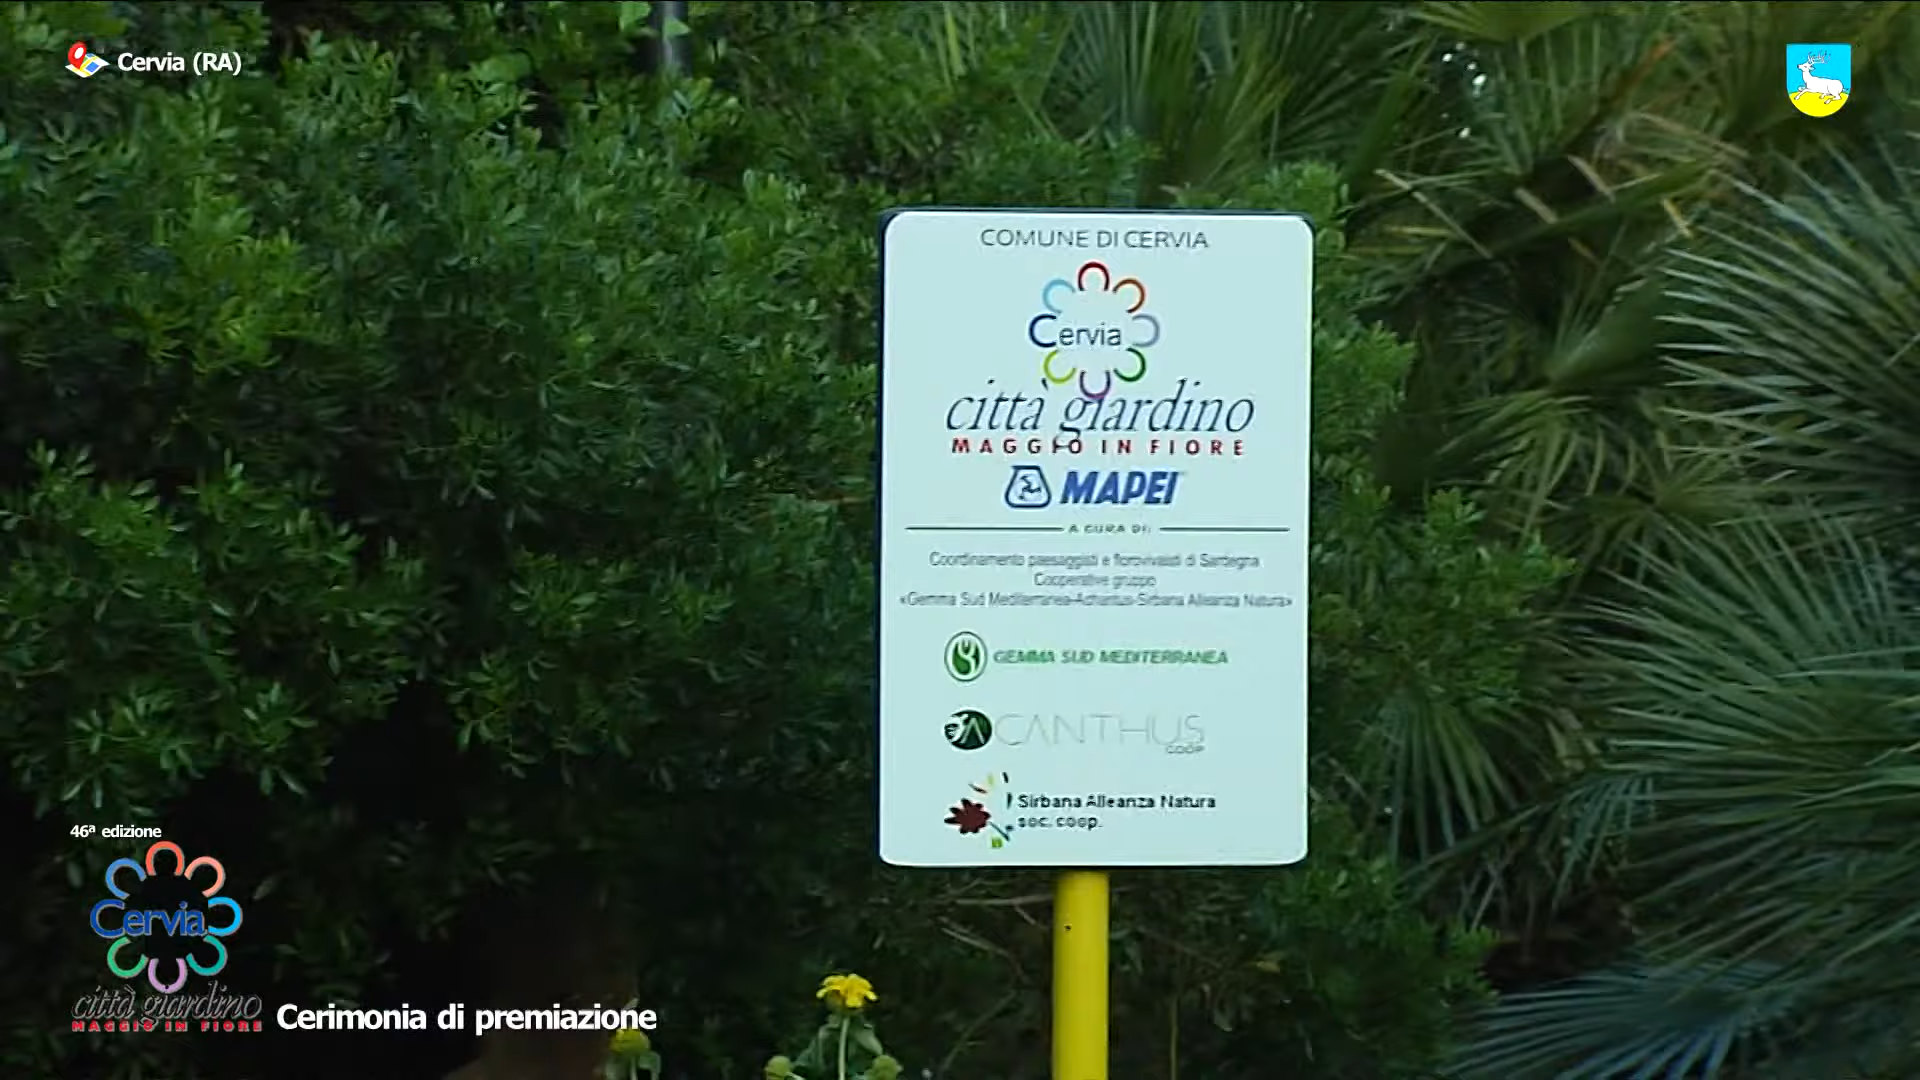 Cervia (RA)
COMUNE DI CERVIA
Cervia
città giardino
MAGGIO IN FIORE
MAPEI
A CURA DI:
Coordinamento paesaggisti e florovivaisti di Sardegna
Cooperative gruppo
«Gemma Sud Mediterranea-Achantus-Sirbana Alleanza Natura»
GEMMA SUD MEDITERRANEA
ACANTHUS
COOP
Sirbana Alleanza Natura
soc. coop.
46ª edizione
Cervia
città giardino
MAGGIO IN FIORE
Cerimonia di premiazione